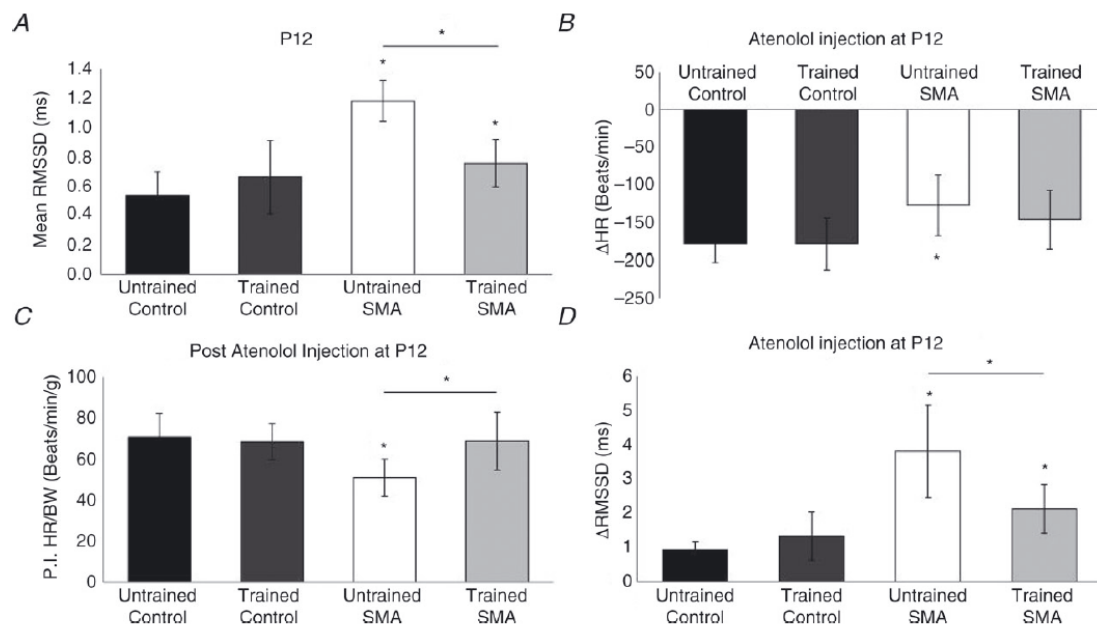 A
P12
*
*
*
Mean RMSSD (ms)
1.4
1.2
1.0
0.8
0.6
0.4
0.2
0.0
Untrained Control
Trained Control
Untrained SMA
Trained SMA
B
Atenolol injection at P12
ΔHR (Beats/min)
50
0
−50
−100
−150
−200
−250
Untrained Control
Trained Control
Untrained SMA
Trained SMA
*
C
Post Atenolol Injection at P12
*
*
P.I. HR/BW (Beats/min/g)
100
80
60
40
20
0
Untrained Control
Trained Control
Untrained SMA
Trained SMA
D
Atenolol injection at P12
*
*
*
ΔRMSSD (ms)
6
5
4
3
2
1
0
Untrained Control
Trained Control
Untrained SMA
Trained SMA